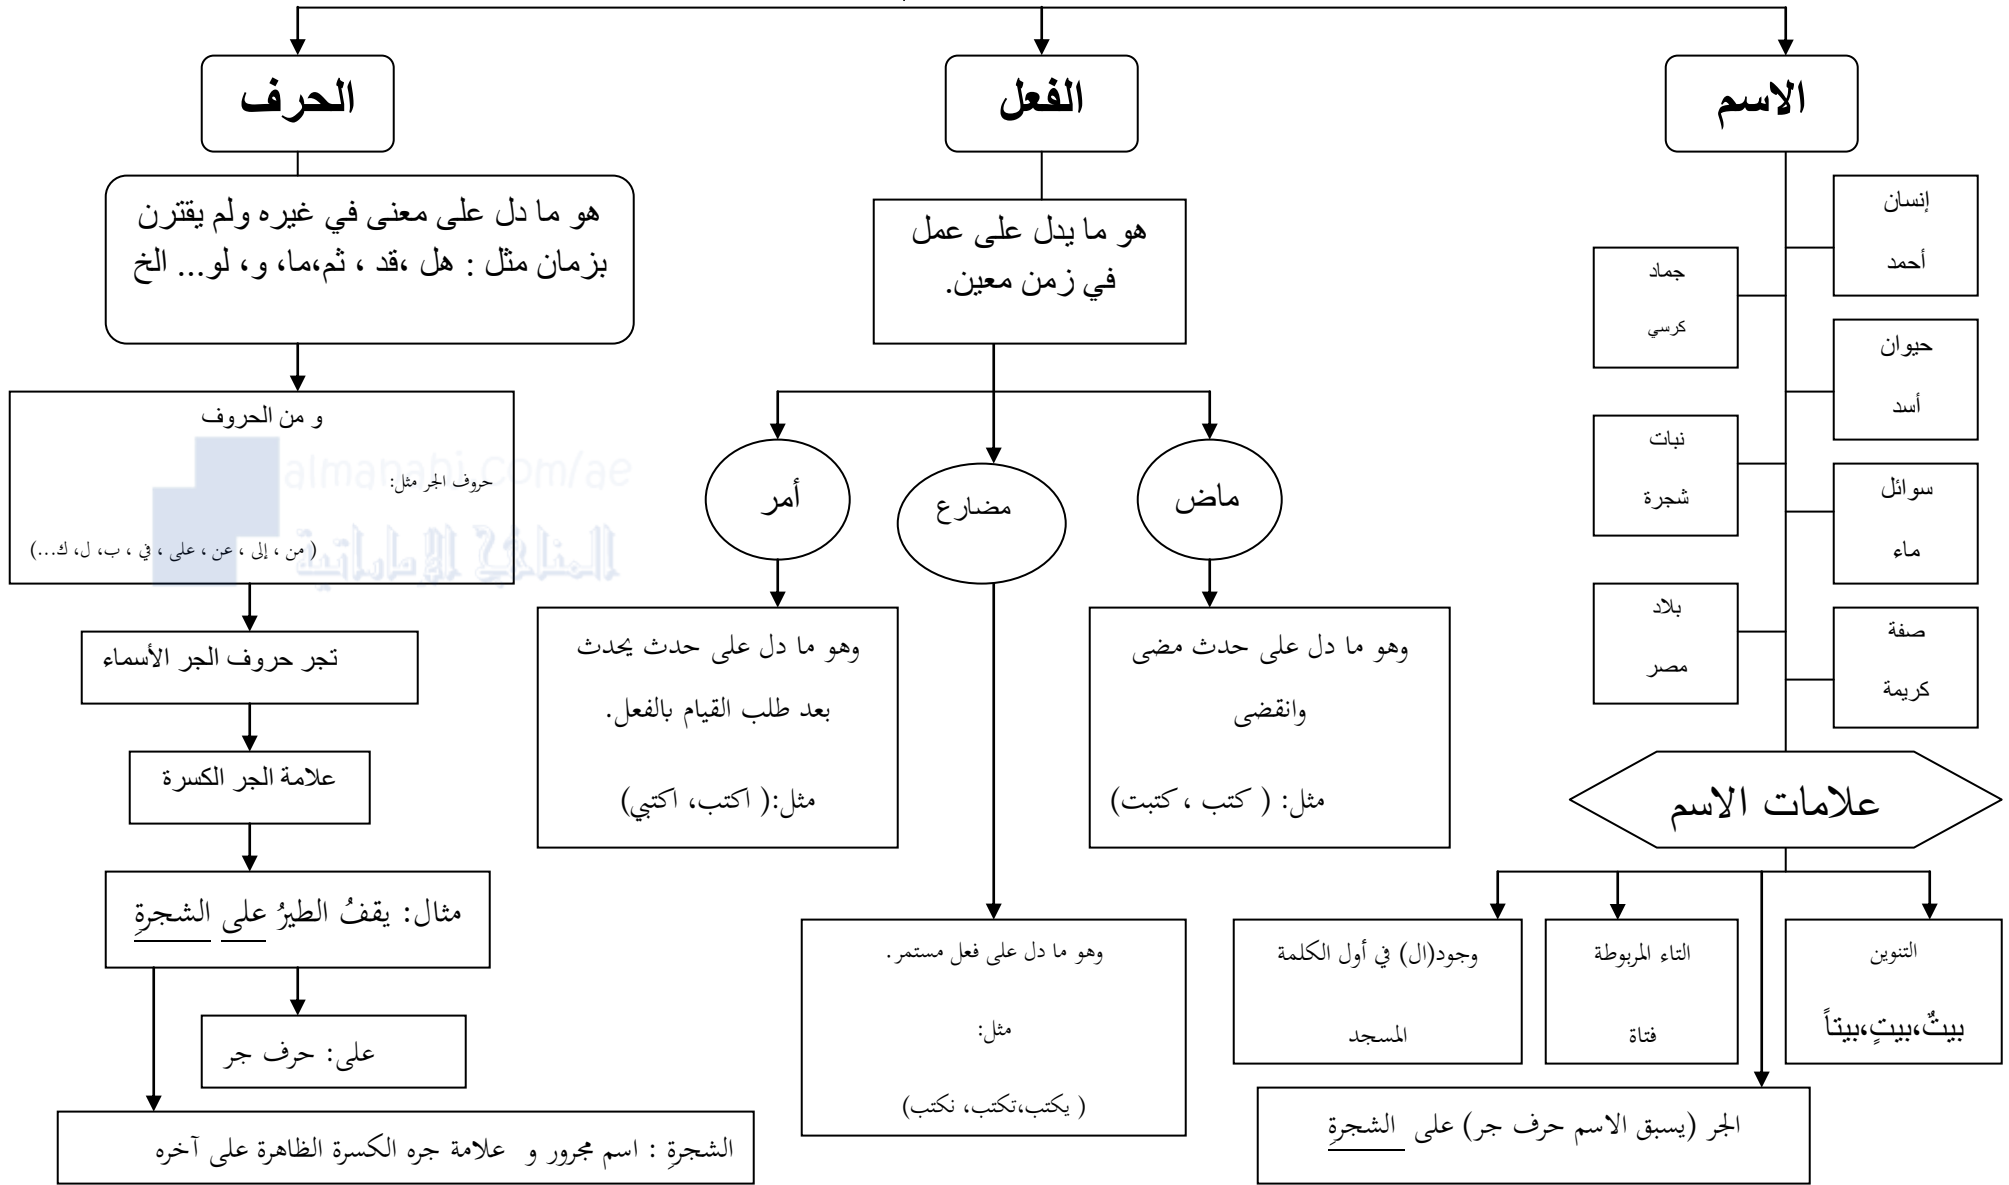 الاسم
إنسان
أحمد
جماد
كرسي
حيوان
أسد
نبات
شجرة
سوائل
ماء
بلاد
مصر
صفة
كريمة
علامات الاسم
التنوين
بيتٌ،بيتٍ،بيتاً
التاء المربوطة
فتاة
وجود(ال) في أول الكلمة
المسجد
الجر (يسبق الاسم حرف جر) على الشجرةِ
الفعل
هو ما يدل على عمل
في زمن معين.
ماض
وهو ما دل على حدث مضى
وانقضى
مثل: ( كتب ، كتبت)
مضارع
وهو ما دل على فعل مستمر.
مثل:
( يكتب،تكتب، نكتب)
أمر
وهو ما دل على حدث يحدث
بعد طلب القيام بالفعل.
مثل:( اكتب، اكتبي)
الحرف
هو ما دل على معنى في غيره ولم يقترن
بزمان مثل : هل ،قد ، ثم،ما، و، لو... الخ
و من الحروف
حروف الجر مثل:
( من ، إلى ، عن ، على ، في ، ب، ل، ك...)
تجر حروف الجر الأسماء
علامة الجر الكسرة
مثال: يقفُ الطيرُ على الشجرةِ
على: حرف جر
الشجرةِ : اسم مجرور و علامة جره الكسرة الظاهرة على آخره
almanahj.com/ae
المناهج الإماراتية